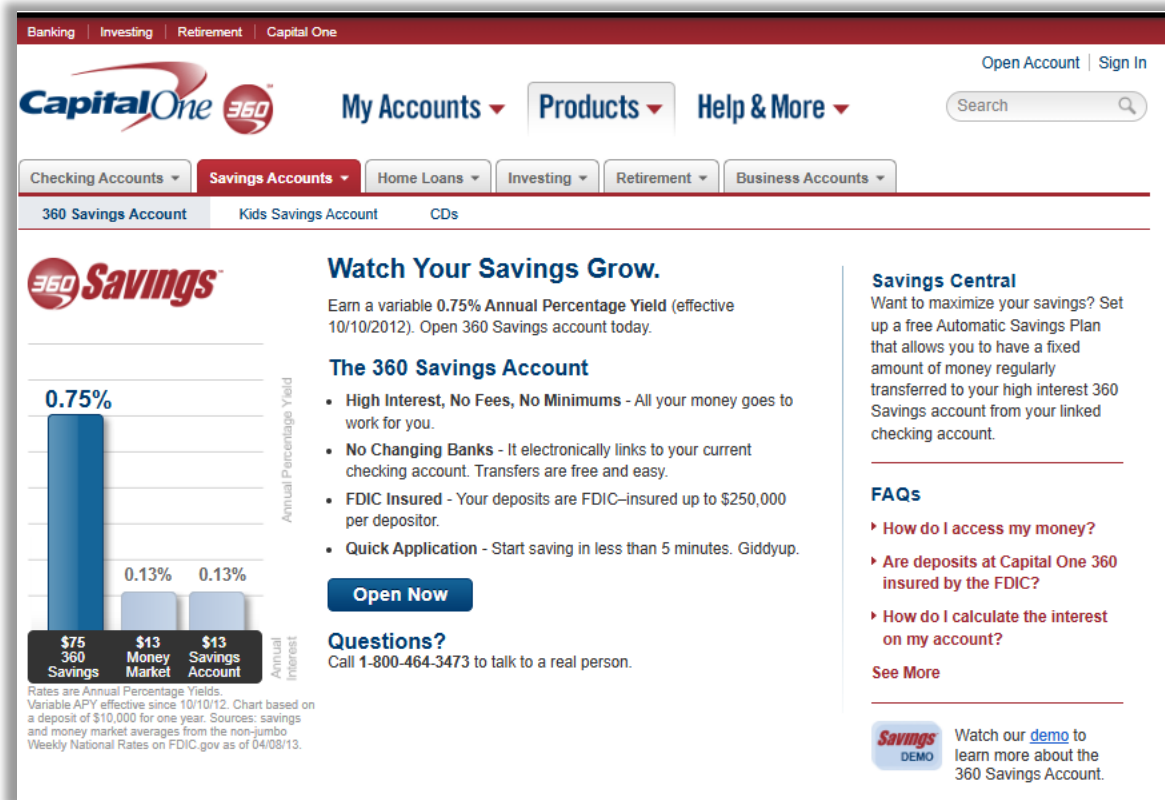 Banking | Investing | Retirement | Capital One
Open Account | Sign In
CapitalOne 360
My Accounts
Products
Help & More
Search
Checking Accounts
Savings Accounts
Home Loans
Investing
Retirement
Business Accounts
360 Savings Account
Kids Savings Account
CDs
360 Savings
0.75%
0.13%
0.13%
Annual Percentage Yield
$75
360
Savings
$13
Money
Market
$13
Savings
Account
Annual
Interest
Rates are Annual Percentage Yields.
Variable APY effective since 10/10/12. Chart based on
a deposit of $10,000 for one year. Sources: savings
and money market averages from the non-jumbo
Weekly National Rates on FDIC.gov as of 04/08/13.
Watch Your Savings Grow.
Earn a variable 0.75% Annual Percentage Yield (effective
10/10/2012). Open 360 Savings account today.
The 360 Savings Account
• High Interest, No Fees, No Minimums - All your money goes to
work for you.
• No Changing Banks - It electronically links to your current
checking account. Transfers are free and easy.
• FDIC Insured - Your deposits are FDIC–insured up to $250,000
per depositor.
• Quick Application - Start saving in less than 5 minutes. Giddyup.
Open Now
Questions?
Call 1-800-464-3473 to talk to a real person.
Savings Central
Want to maximize your savings? Set
up a free Automatic Savings Plan
that allows you to have a fixed
amount of money regularly
transferred to your high interest 360
Savings account from your linked
checking account.
FAQs
How do I access my money?
Are deposits at Capital One 360
insured by the FDIC?
How do I calculate the interest
on my account?
See More
Savings
DEMO
Watch our demo to
learn more about the
360 Savings Account.